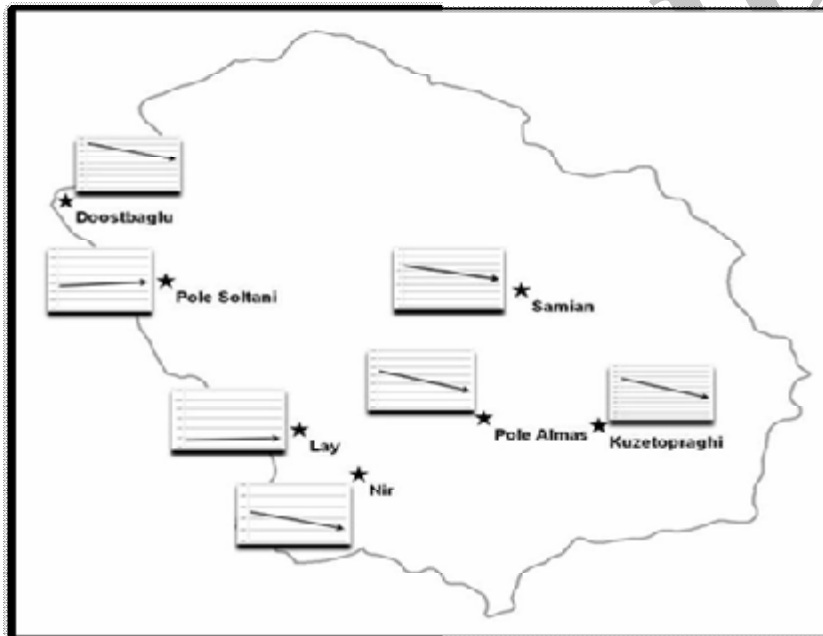 Doostbaglu
Pole Soltani
Samian
Pole Almas
Kuzetopraghi
Lay
Nir